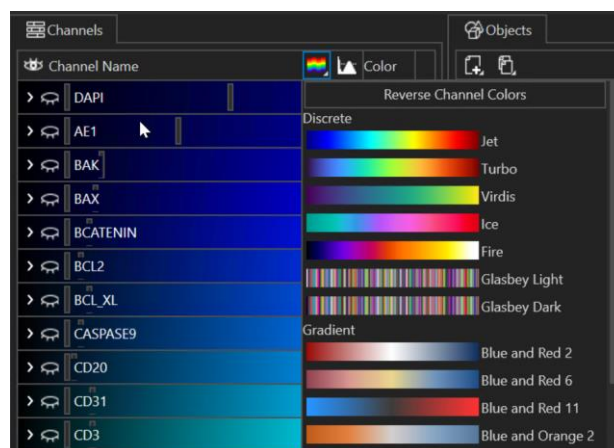 Channels
Objects
Channel Name
Color
DAPI
AE1
BAK
BAX
BCATENIN
BCL2
BCL_XL
CASPASE9
CD20
CD31
CD3
Reverse Channel Colors
Discrete
Jet
Turbo
Virdis
Ice
Fire
Glasbey Light
Glasbey Dark
Gradient
Blue and Red 2
Blue and Red 6
Blue and Red 11
Blue and Orange 2